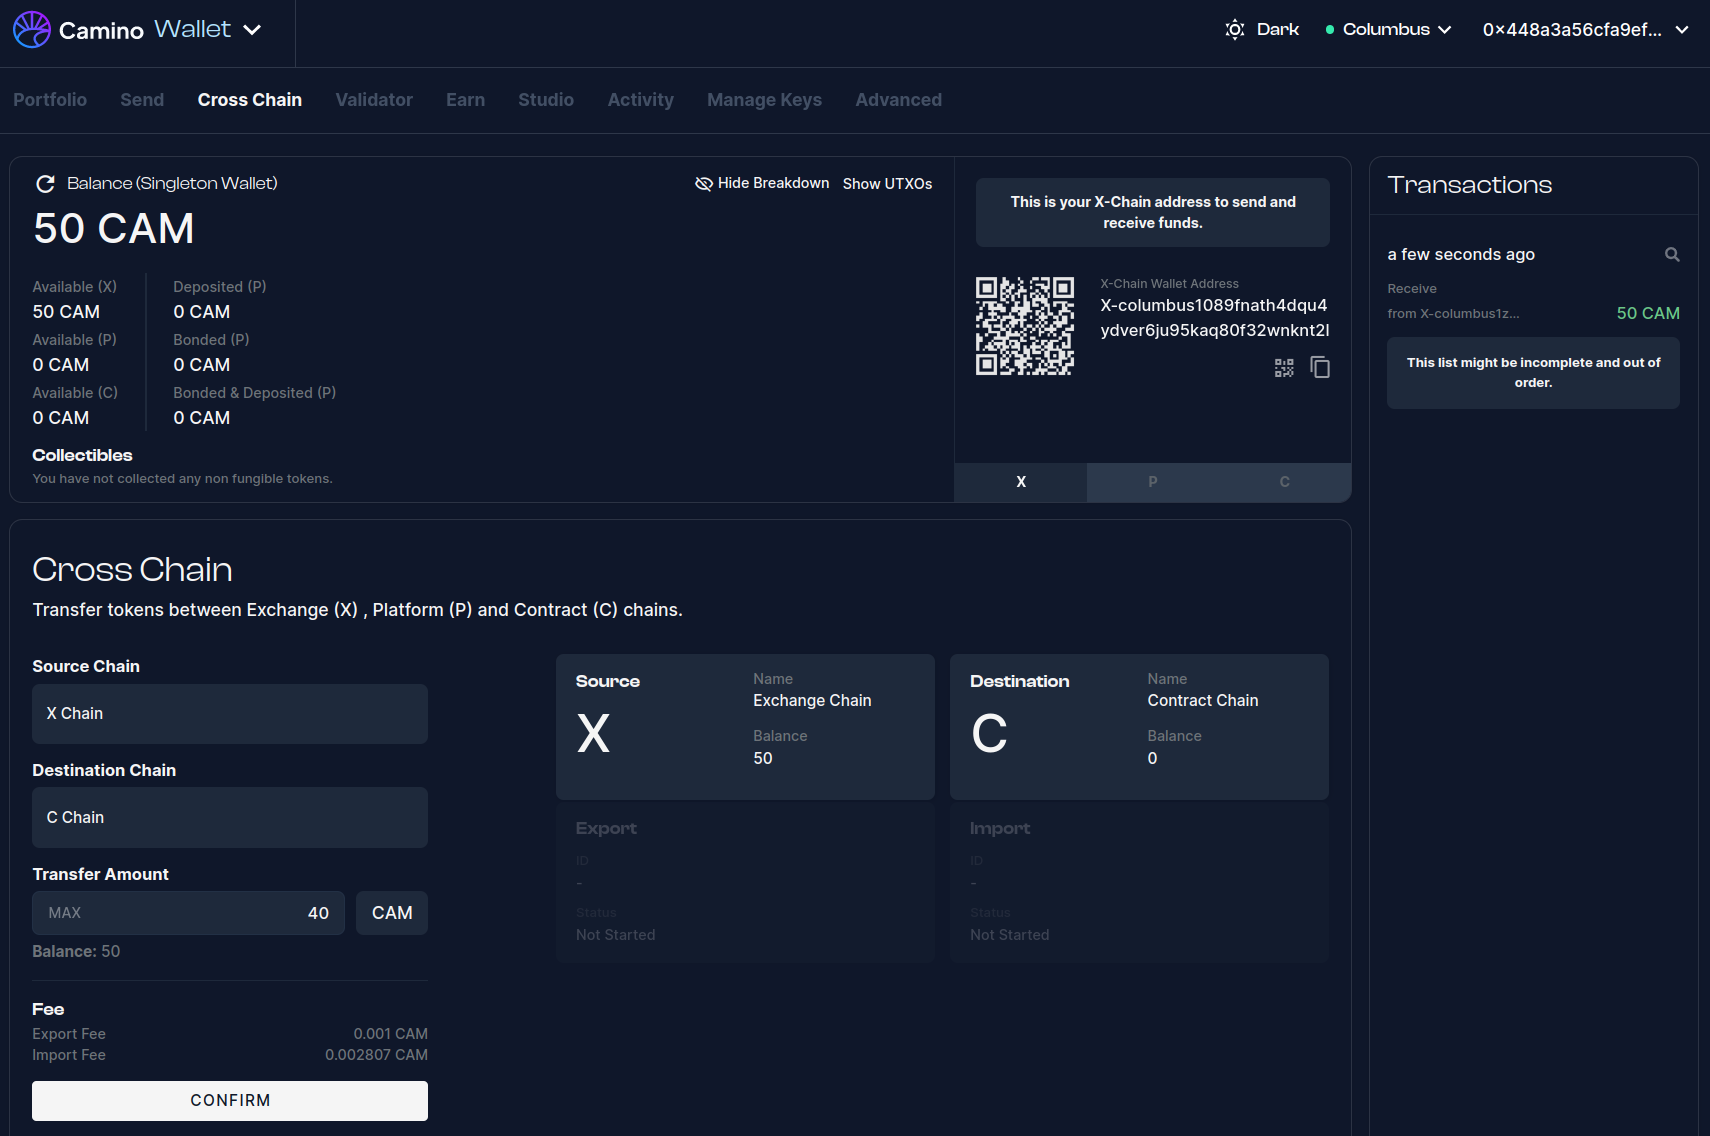 Camino Wallet
Dark
Columbus
0x448a3a56cfa9ef...
Portfolio
Send
Cross Chain
Validator
Earn
Studio
Activity
Manage Keys
Advanced
Balance (Singleton Wallet)
Hide Breakdown
Show UTXOs
50 CAM
Available (X)
50 CAM
Available (P)
0 CAM
Available (C)
0 CAM
Deposited (P)
0 CAM
Bonded (P)
0 CAM
Bonded & Deposited (P)
0 CAM
Collectibles
You have not collected any non fungible tokens.
This is your X-Chain address to send and
receive funds.
X-Chain Wallet Address
X-columbus1089fnath4dqu4
ydver6ju95kaq80f32wnknt2l
X
P
C
Transactions
a few seconds ago
Receive
from X-columbus1z...
50 CAM
This list might be incomplete and out of
order.
Cross Chain
Transfer tokens between Exchange (X) , Platform (P) and Contract (C) chains.
Source Chain
X Chain
Destination Chain
C Chain
Transfer Amount
MAX
40
CAM
Balance: 50
Fee
Export Fee
0.001 CAM
Import Fee
0.002807 CAM
CONFIRM
Source
X
Name
Exchange Chain
Balance
50
Destination
C
Name
Contract Chain
Balance
0
Export
ID
-
Status
Not Started
Import
ID
-
Status
Not Started